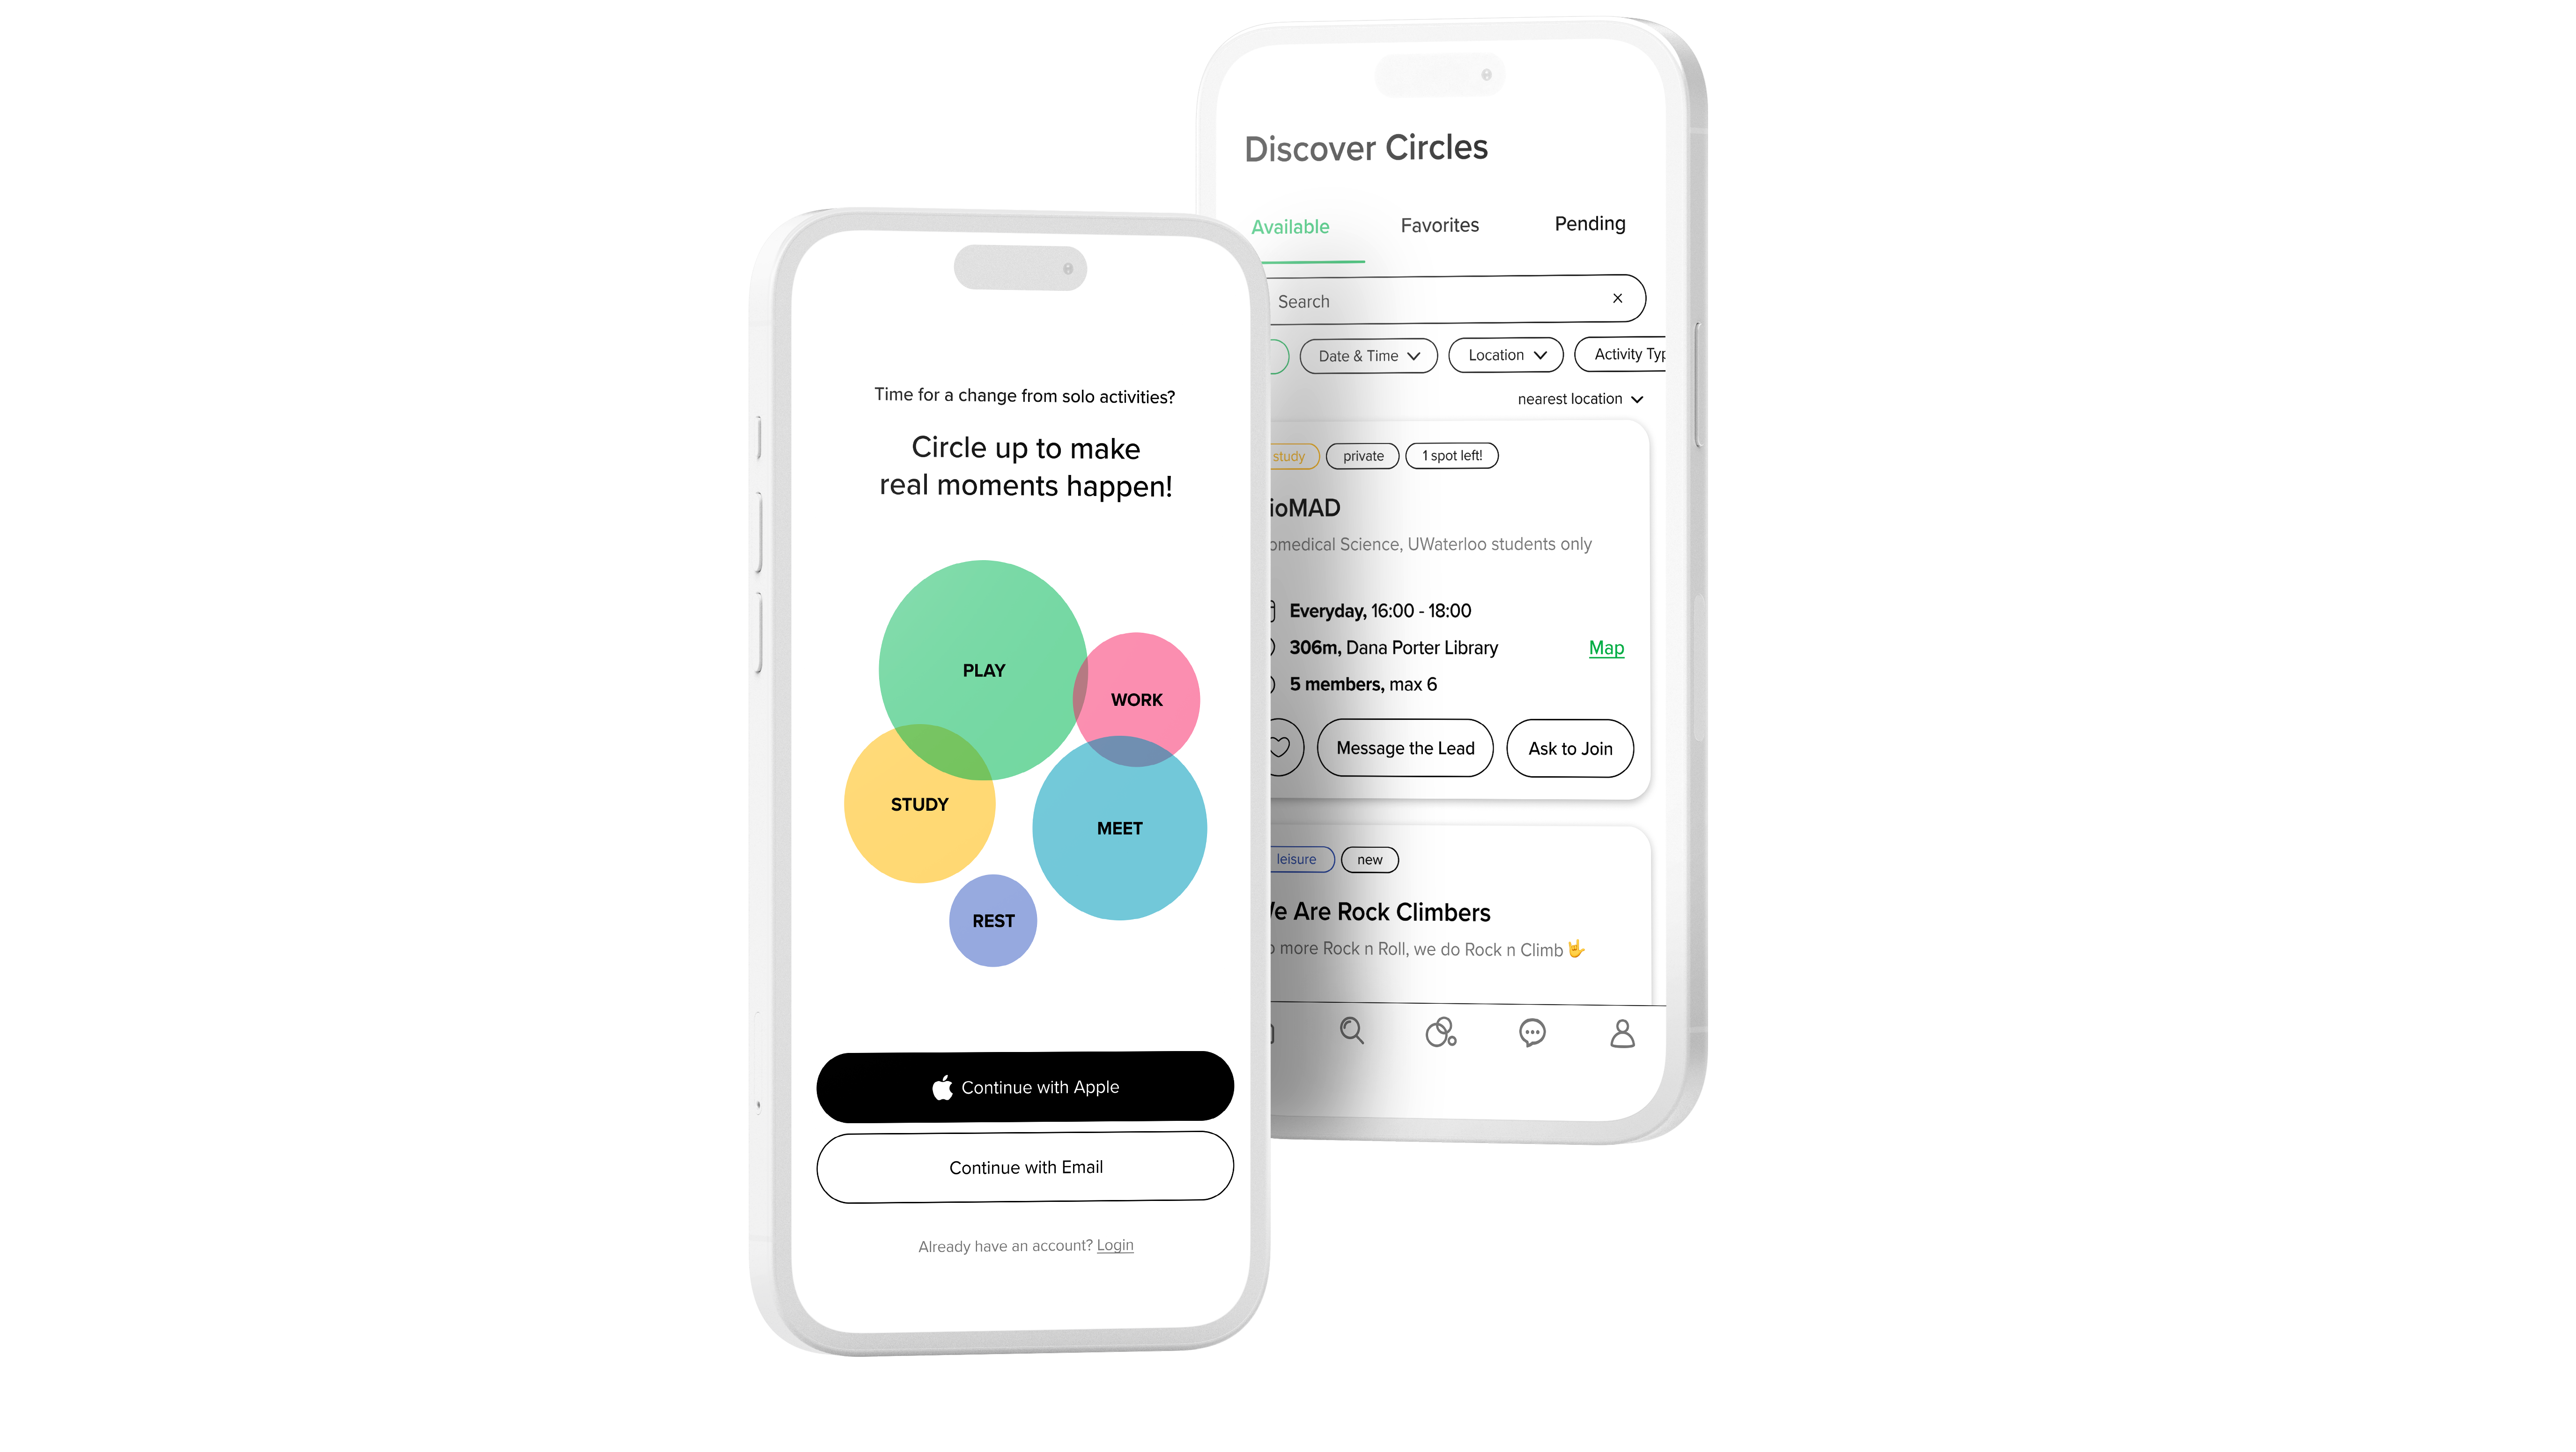 Time for a change from solo activities?
Circle up to make
real moments happen!
PLAY
WORK
STUDY
MEET
REST
Continue with Apple
Continue with Email
Already have an account? Login
Discover Circles
Available Favorites Pending
Search
Date & Time Location Activity Typ
nearest location
study private 1 spot left!
ioMAD
omedical Science, UWaterloo students only
Everyday, 16:00 - 18:00
306m, Dana Porter Library Map
5 members, max 6
Message the Lead Ask to Join
leisure new
e Are Rock Climbers
more Rock n Roll, we do Rock n Climb 🤟